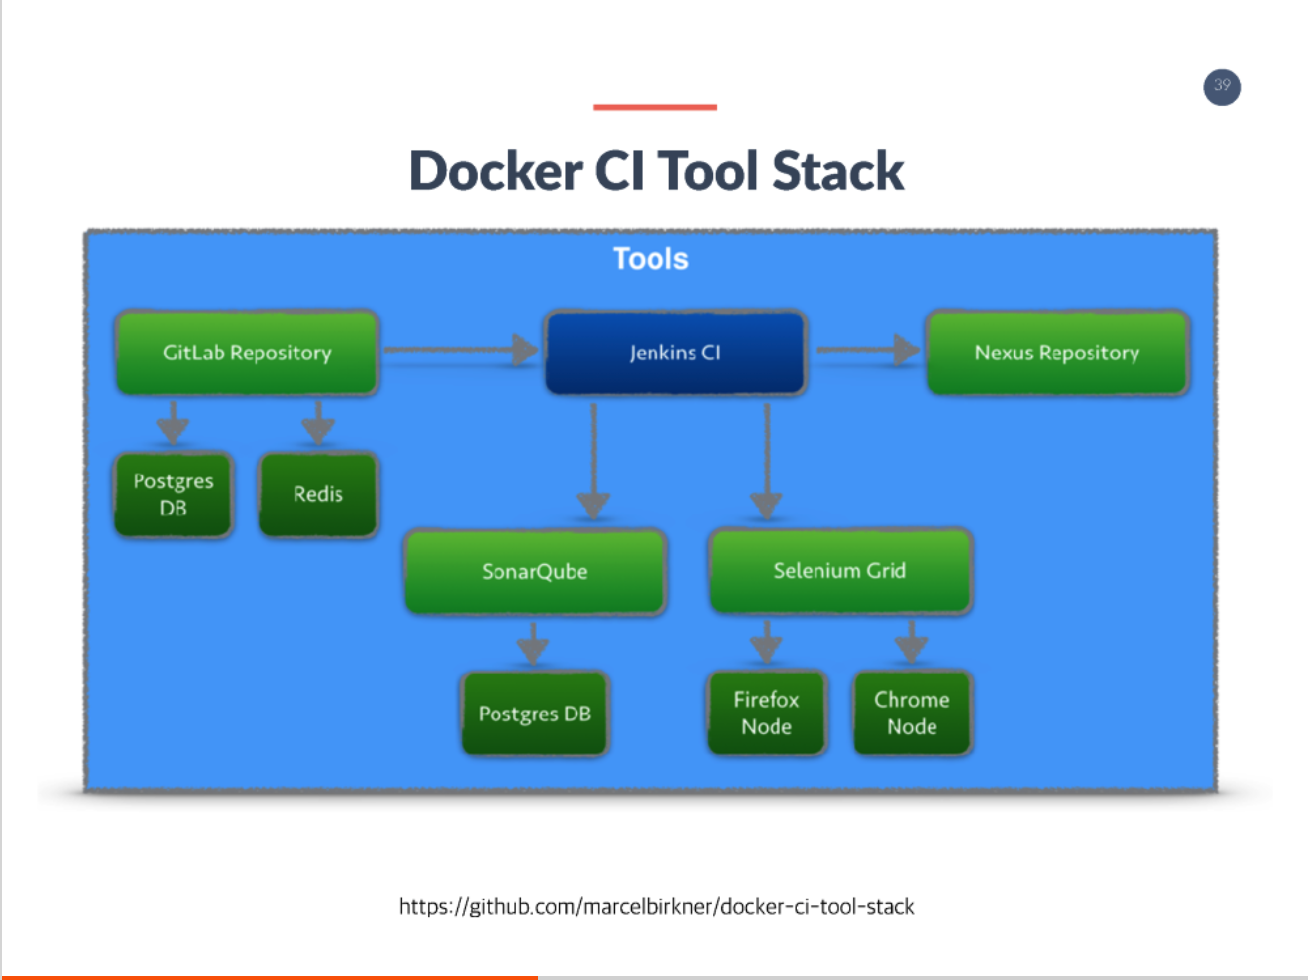 39
Docker CI Tool Stack
Tools
GitLab Repository
Jenkins CI
Nexus Repository
Postgres
DB
Redis
SonarQube
Selenium Grid
Postgres DB
Firefox
Node
Chrome
Node
https://github.com/marcelbirkner/docker-ci-tool-stack